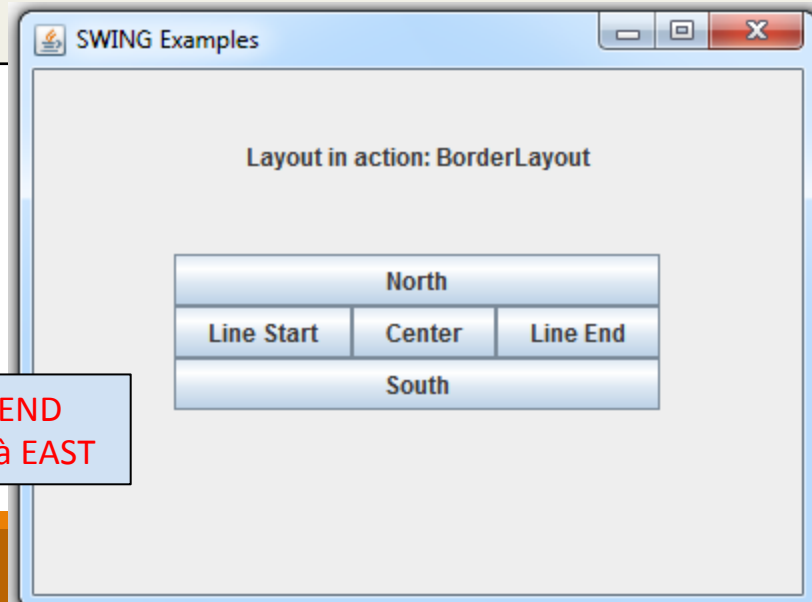 SWING Examples
Layout in action: BorderLayout
North
Line Start Center Line End
South
END
à EAST